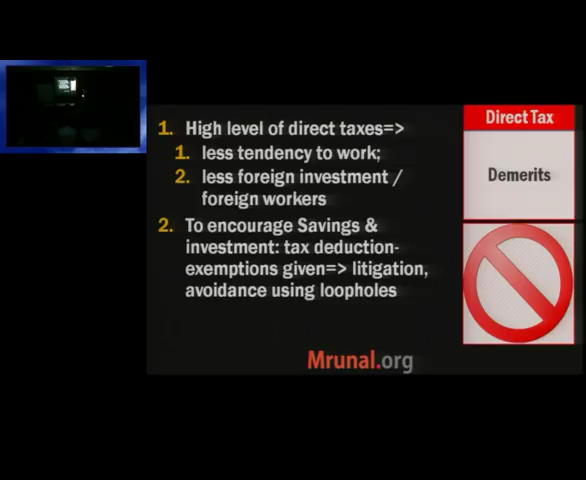 1. High level of direct taxes=>
1. less tendency to work;
2. less foreign investment /
foreign workers
2. To encourage Savings &
investment: tax deduction-
exemptions given=> litigation,
avoidance using loopholes
Direct Tax
Demerits
Mrunal.org